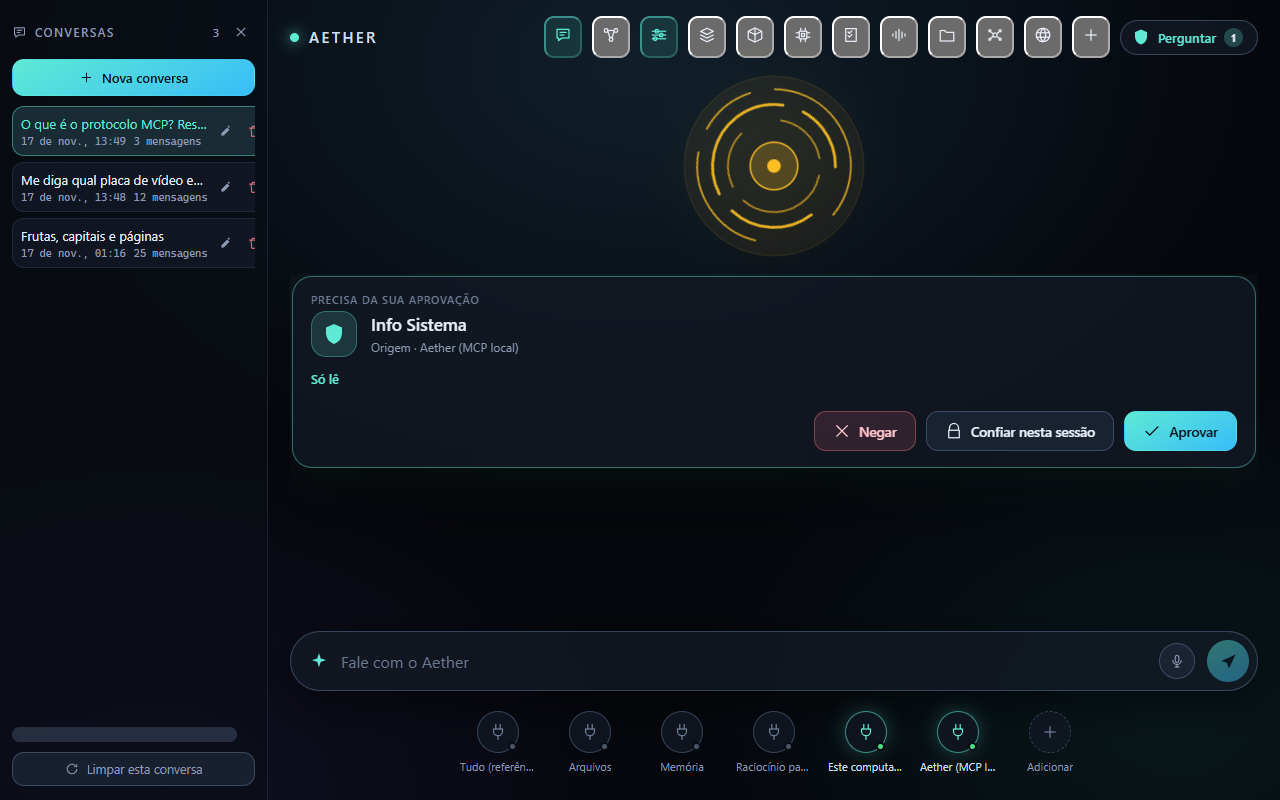 CONVERSAS
3
Nova conversa
O que é o protocolo MCP? Res...
17 de nov., 13:49 3 mensagens
Me diga qual placa de vídeo e...
17 de nov., 13:48 12 mensagens
Frutas, capitais e páginas
17 de nov., 01:16 25 mensagens
Limpar esta conversa
AETHER
Perguntar 1
PRECISA DA SUA APROVAÇÃO
Info Sistema
Origem · Aether (MCP local)
Só lê
Negar
Confiar nesta sessão
Aprovar
Fale com o Aether
Tudo (referên...
Arquivos
Memória
Raciocínio pa...
Este computa...
Aether (MCP l...
Adicionar